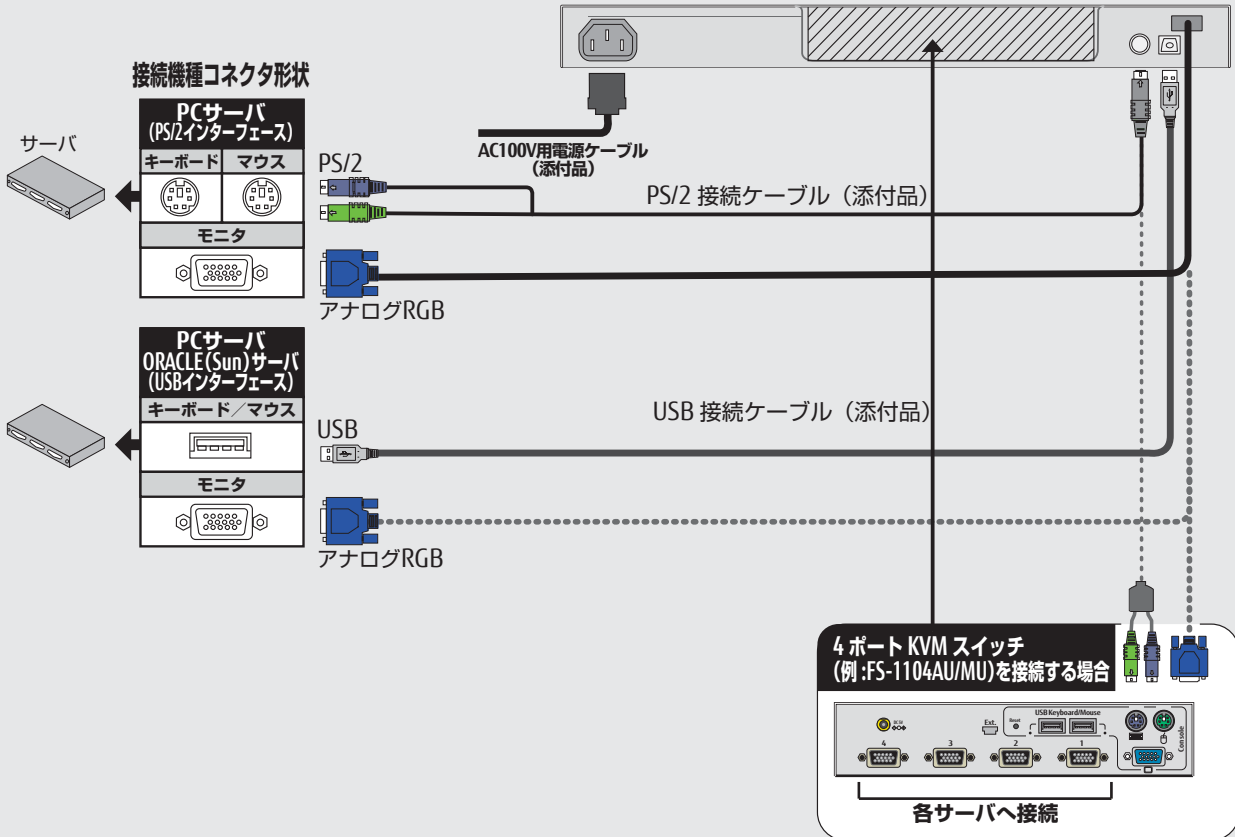 接続機種コネクタ形状
サーバ
PCサーバ
(PS/2インターフェース)
キーボード
マウス
モニタ
PS/2
アナログRGB
AC100V用電源ケーブル
(添付品)
PS/2 接続ケーブル（添付品）
PCサーバ
ORACLE(Sun)サーバ
(USBインターフェース)
キーボード／マウス
モニタ
USB
アナログRGB
USB 接続ケーブル（添付品）
4 ポート KVM スイッチ
(例 :FS-1104AU/MU)を接続する場合
DC 5V
Ext.
Reset
USB Keyboard/Mouse
Console
4
3
2
1
各サーバへ接続